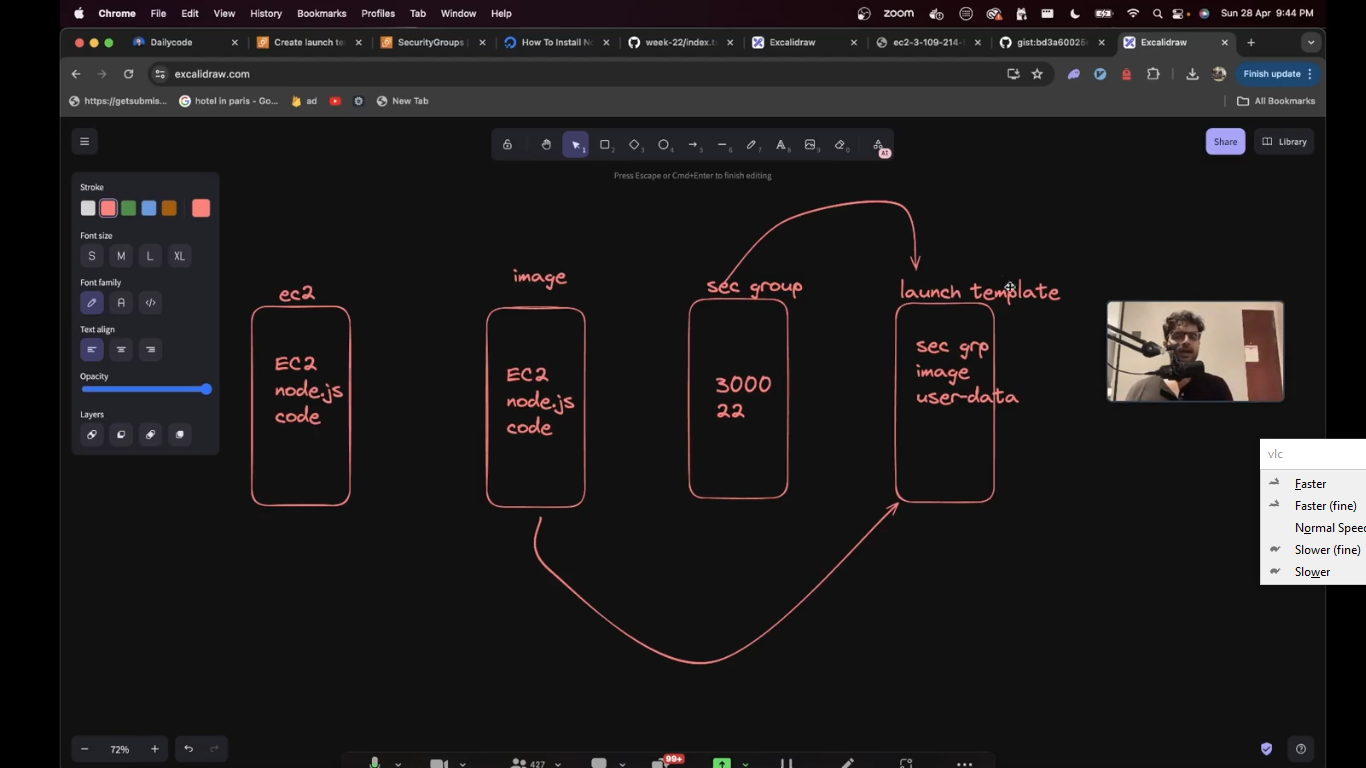 Chrome File Edit View History Bookmarks Profiles Tab Window Help
zoom
Sun 28 Apr 9:44 PM
Dailycode
Create launch te
SecurityGroups
How To Install No
week-22/index.t
Excalidraw
ec2-3-109-214-
gist:bd3a60025
Excalidraw
excalidraw.com
Finish update
https://getsubmis...
hotel in paris - Go...
ad
New Tab
All Bookmarks
Share
Library
Press Escape or Cmd+Enter to finish editing
Stroke
Font size
S M L XL
Font family
A
Text align
Opacity
Layers
ec2
EC2
node.js
code
image
EC2
node.js
code
sec group
3000
22
launch template
sec grp
image
user-data
vlc
Faster
Faster (fine)
Normal Speed
Slower (fine)
Slower
72%
427
99+